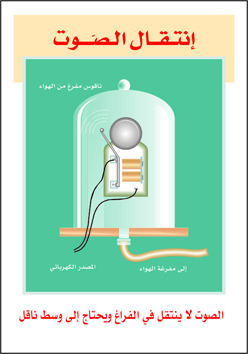 إنتقال الصوت
ناقوس مفرغ من الهواء
المصدر الكهربائي
إلى مفرغة الهواء
الصوت لا ينتقل في الفراغ ويحتاج إلى وسط ناقل